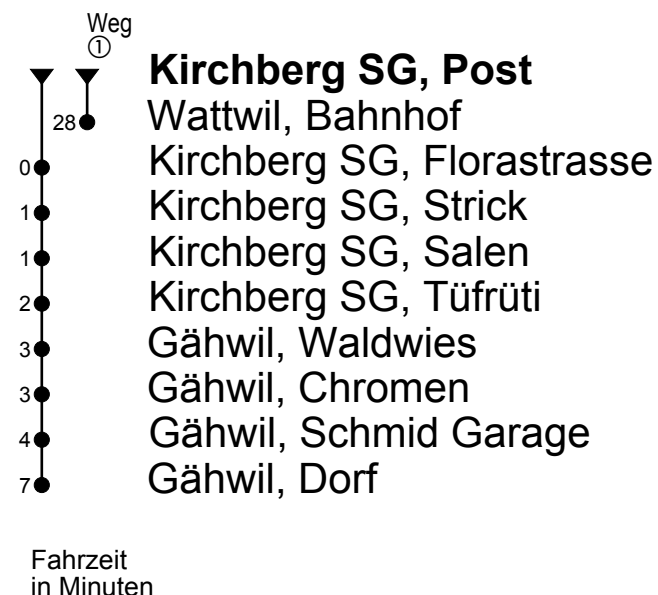 Weg
①
Kirchberg SG, Post
28 Wattwil, Bahnhof
0 Kirchberg SG, Florastrasse
1 Kirchberg SG, Strick
1 Kirchberg SG, Salen
2 Kirchberg SG, Tüfrüti
3 Gähwil, Waldwies
3 Gähwil, Chromen
4 Gähwil, Schmid Garage
7 Gähwil, Dorf
Fahrzeit
in Minuten